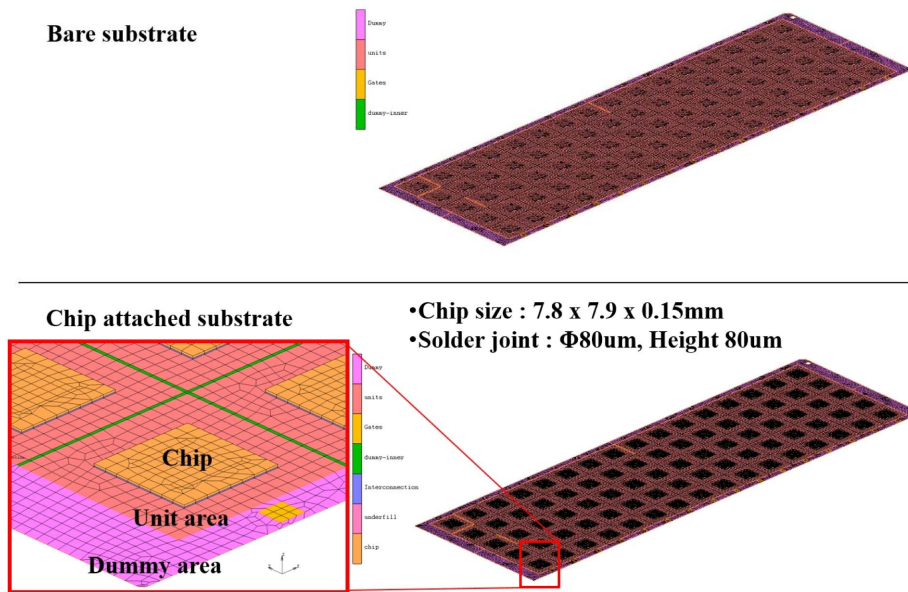 Bare substrate
Dummy
units
Gates
dummy-inner
Chip attached substrate
•Chip size : 7.8 x 7.9 x 0.15mm
•Solder joint : Φ80um, Height 80um
Dummy
units
Gates
dummy-inner
Interconnection
underfill
chip
Chip
Unit area
Dummy area